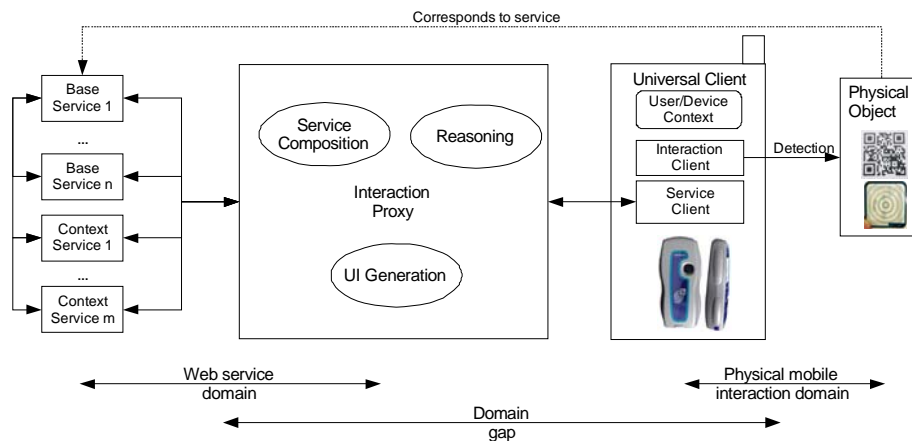 Corresponds to service
Base
Service 1
...
Base
Service n
Context
Service 1
...
Context
Service m
Service
Composition
Reasoning
Interaction
Proxy
UI Generation
Universal Client
User/Device
Context
Interaction
Client
Service
Client
Detection
Physical
Object
Web service
domain
Physical mobile
interaction domain
Domain
gap